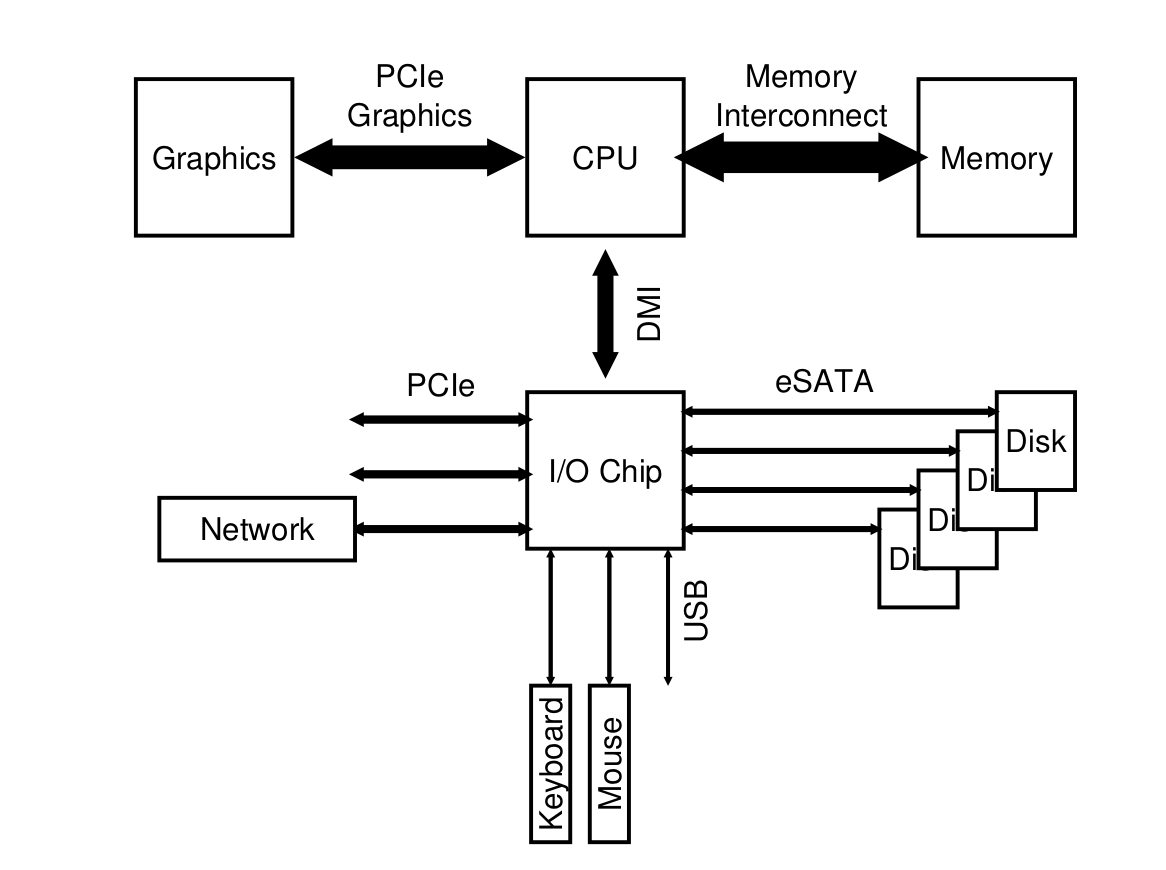 PCIe
Graphics
Memory
Interconnect
Graphics
CPU
Memory
DMI
PCIe
eSATA
I/O Chip
Disk
Di
Di
Di
Network
USB
Keyboard
Mouse